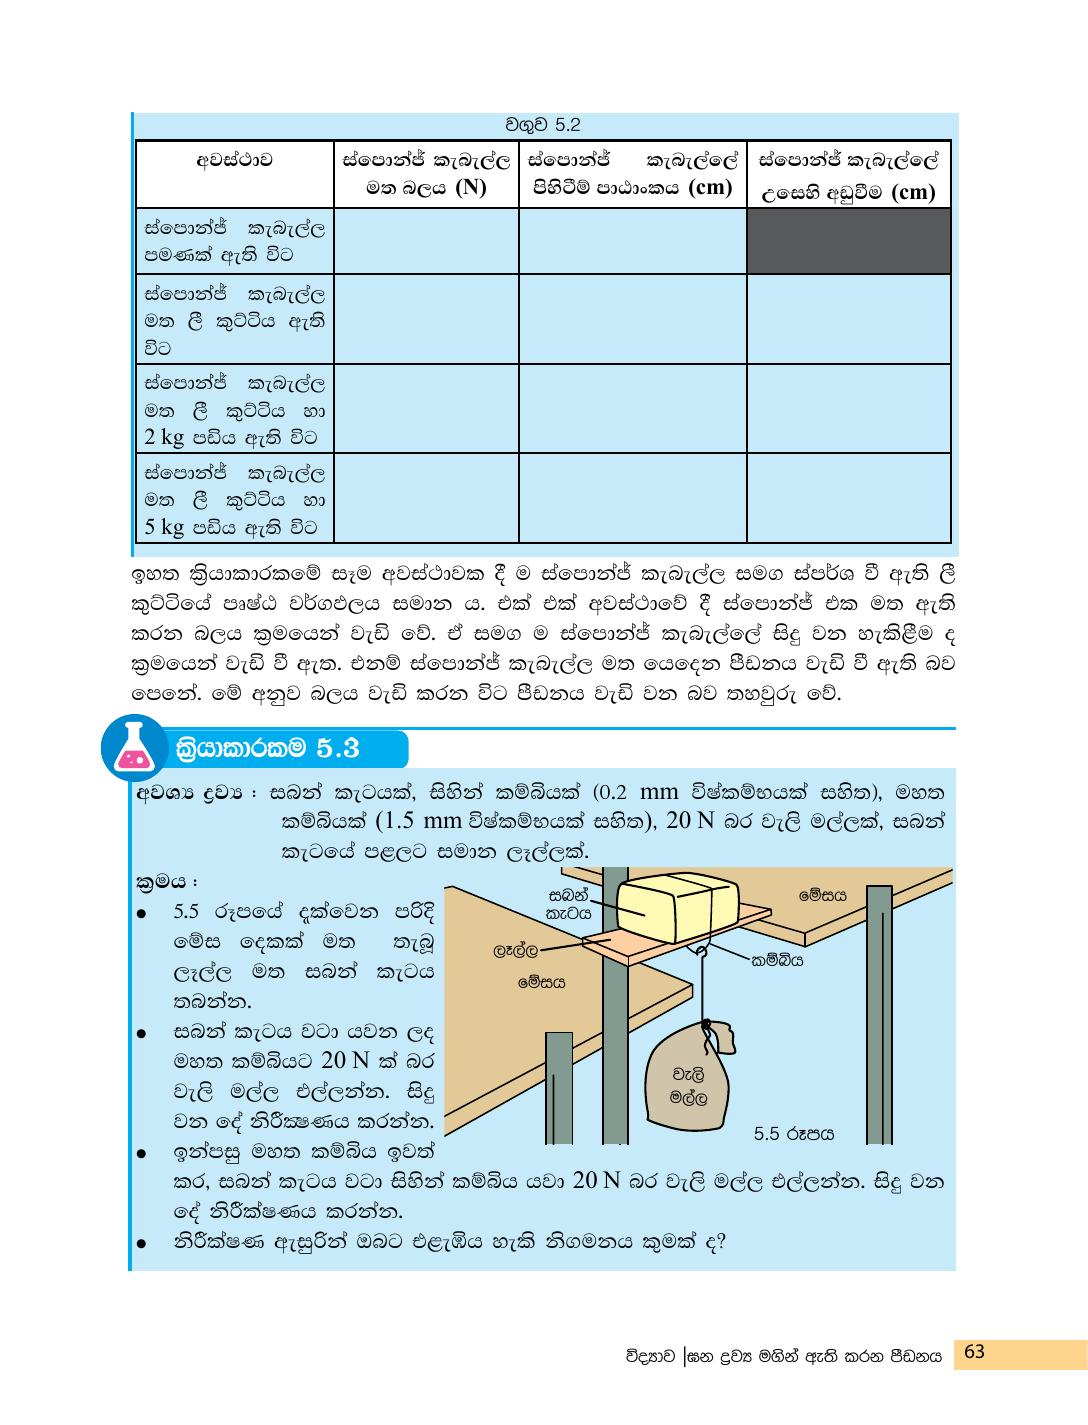 වගුව 5.2
අවස්ථාව
ස්පොන්ජ් කැබැල්ල
මත බලය (N)
ස්පොන්ජ් කැබැල්ලේ
පිහිටීම් පාඨාංකය (cm)
ස්පොන්ජ් කැබැල්ලේ
උසෙහි අඩුවීම (cm)
ස්පොන්ජ් කැබැල්ල
පමණක් ඇති විට
ස්පොන්ජ් කැබැල්ල
මත ලී කුට්ටිය ඇති
විට
ස්පොන්ජ් කැබැල්ල
මත ලී කුට්ටිය හා
2 kg පඩිය ඇති විට
ස්පොන්ජ් කැබැල්ල
මත ලී කුට්ටිය හා
5 kg පඩිය ඇති විට
ඉහත ක්‍රියාකාරකමේ සෑම අවස්ථාවක දී ම ස්පොන්ජ් කැබැල්ල සමග ස්පර්ශ වී ඇති ලී
කුට්ටියේ පෘෂ්ඨ වර්ගඵලය සමාන ය. එක් එක් අවස්ථාවේ දී ස්පොන්ජ් එක මත ඇති
කරන බලය ක්‍රමයෙන් වැඩි වේ. ඒ සමග ම ස්පොන්ජ් කැබැල්ලේ සිදු වන හැකිළීම ද
ක්‍රමයෙන් වැඩි වී ඇත. එනම් ස්පොන්ජ් කැබැල්ල මත යෙදෙන පීඩනය වැඩි වී ඇති බව
පෙනේ. මේ අනුව බලය වැඩි කරන විට පීඩනය වැඩි වන බව තහවුරු වේ.
ක්‍රියාකාරකම 5.3
අවශ්‍ය ද්‍රව්‍ය : සබන් කැටයක්, සිහින් කම්බියක් (0.2 mm විෂ්කම්භයක් සහිත), මහත
කම්බියක් (1.5 mm විෂ්කම්භයක් සහිත), 20 N බර වැලි මල්ලක්, සබන්
කැටයේ පළලට සමාන ලෑල්ලක්.
ක්‍රමය :
● 5.5 රූපයේ දැක්වෙන පරිදි
මේස දෙකක් මත තැබූ
ලෑල්ල මත සබන් කැටය
තබන්න.
● සබන් කැටය වටා යවන ලද
මහත කම්බියට 20 N ක් බර
වැලි මල්ල එල්ලන්න. සිදු
වන දේ නිරීක්‍ෂණය කරන්න.
● ඉන්පසු මහත කම්බිය ඉවත්
කර, සබන් කැටය වටා සිහින් කම්බිය යවා 20 N බර වැලි මල්ල එල්ලන්න. සිදු වන
දේ නිරීක්ෂණය කරන්න.
● නිරීක්ෂණ ඇසුරින් ඔබට එළැඹිය හැකි නිගමනය කුමක් ද?
සබන්
කැටය
මේසය
ලෑල්ල
කම්බිය
මේසය
වැලි
මල්ල
5.5 රූපය
විද්‍යාව |ඝන ද්‍රව්‍ය මගින් ඇති කරන පීඩනය 63